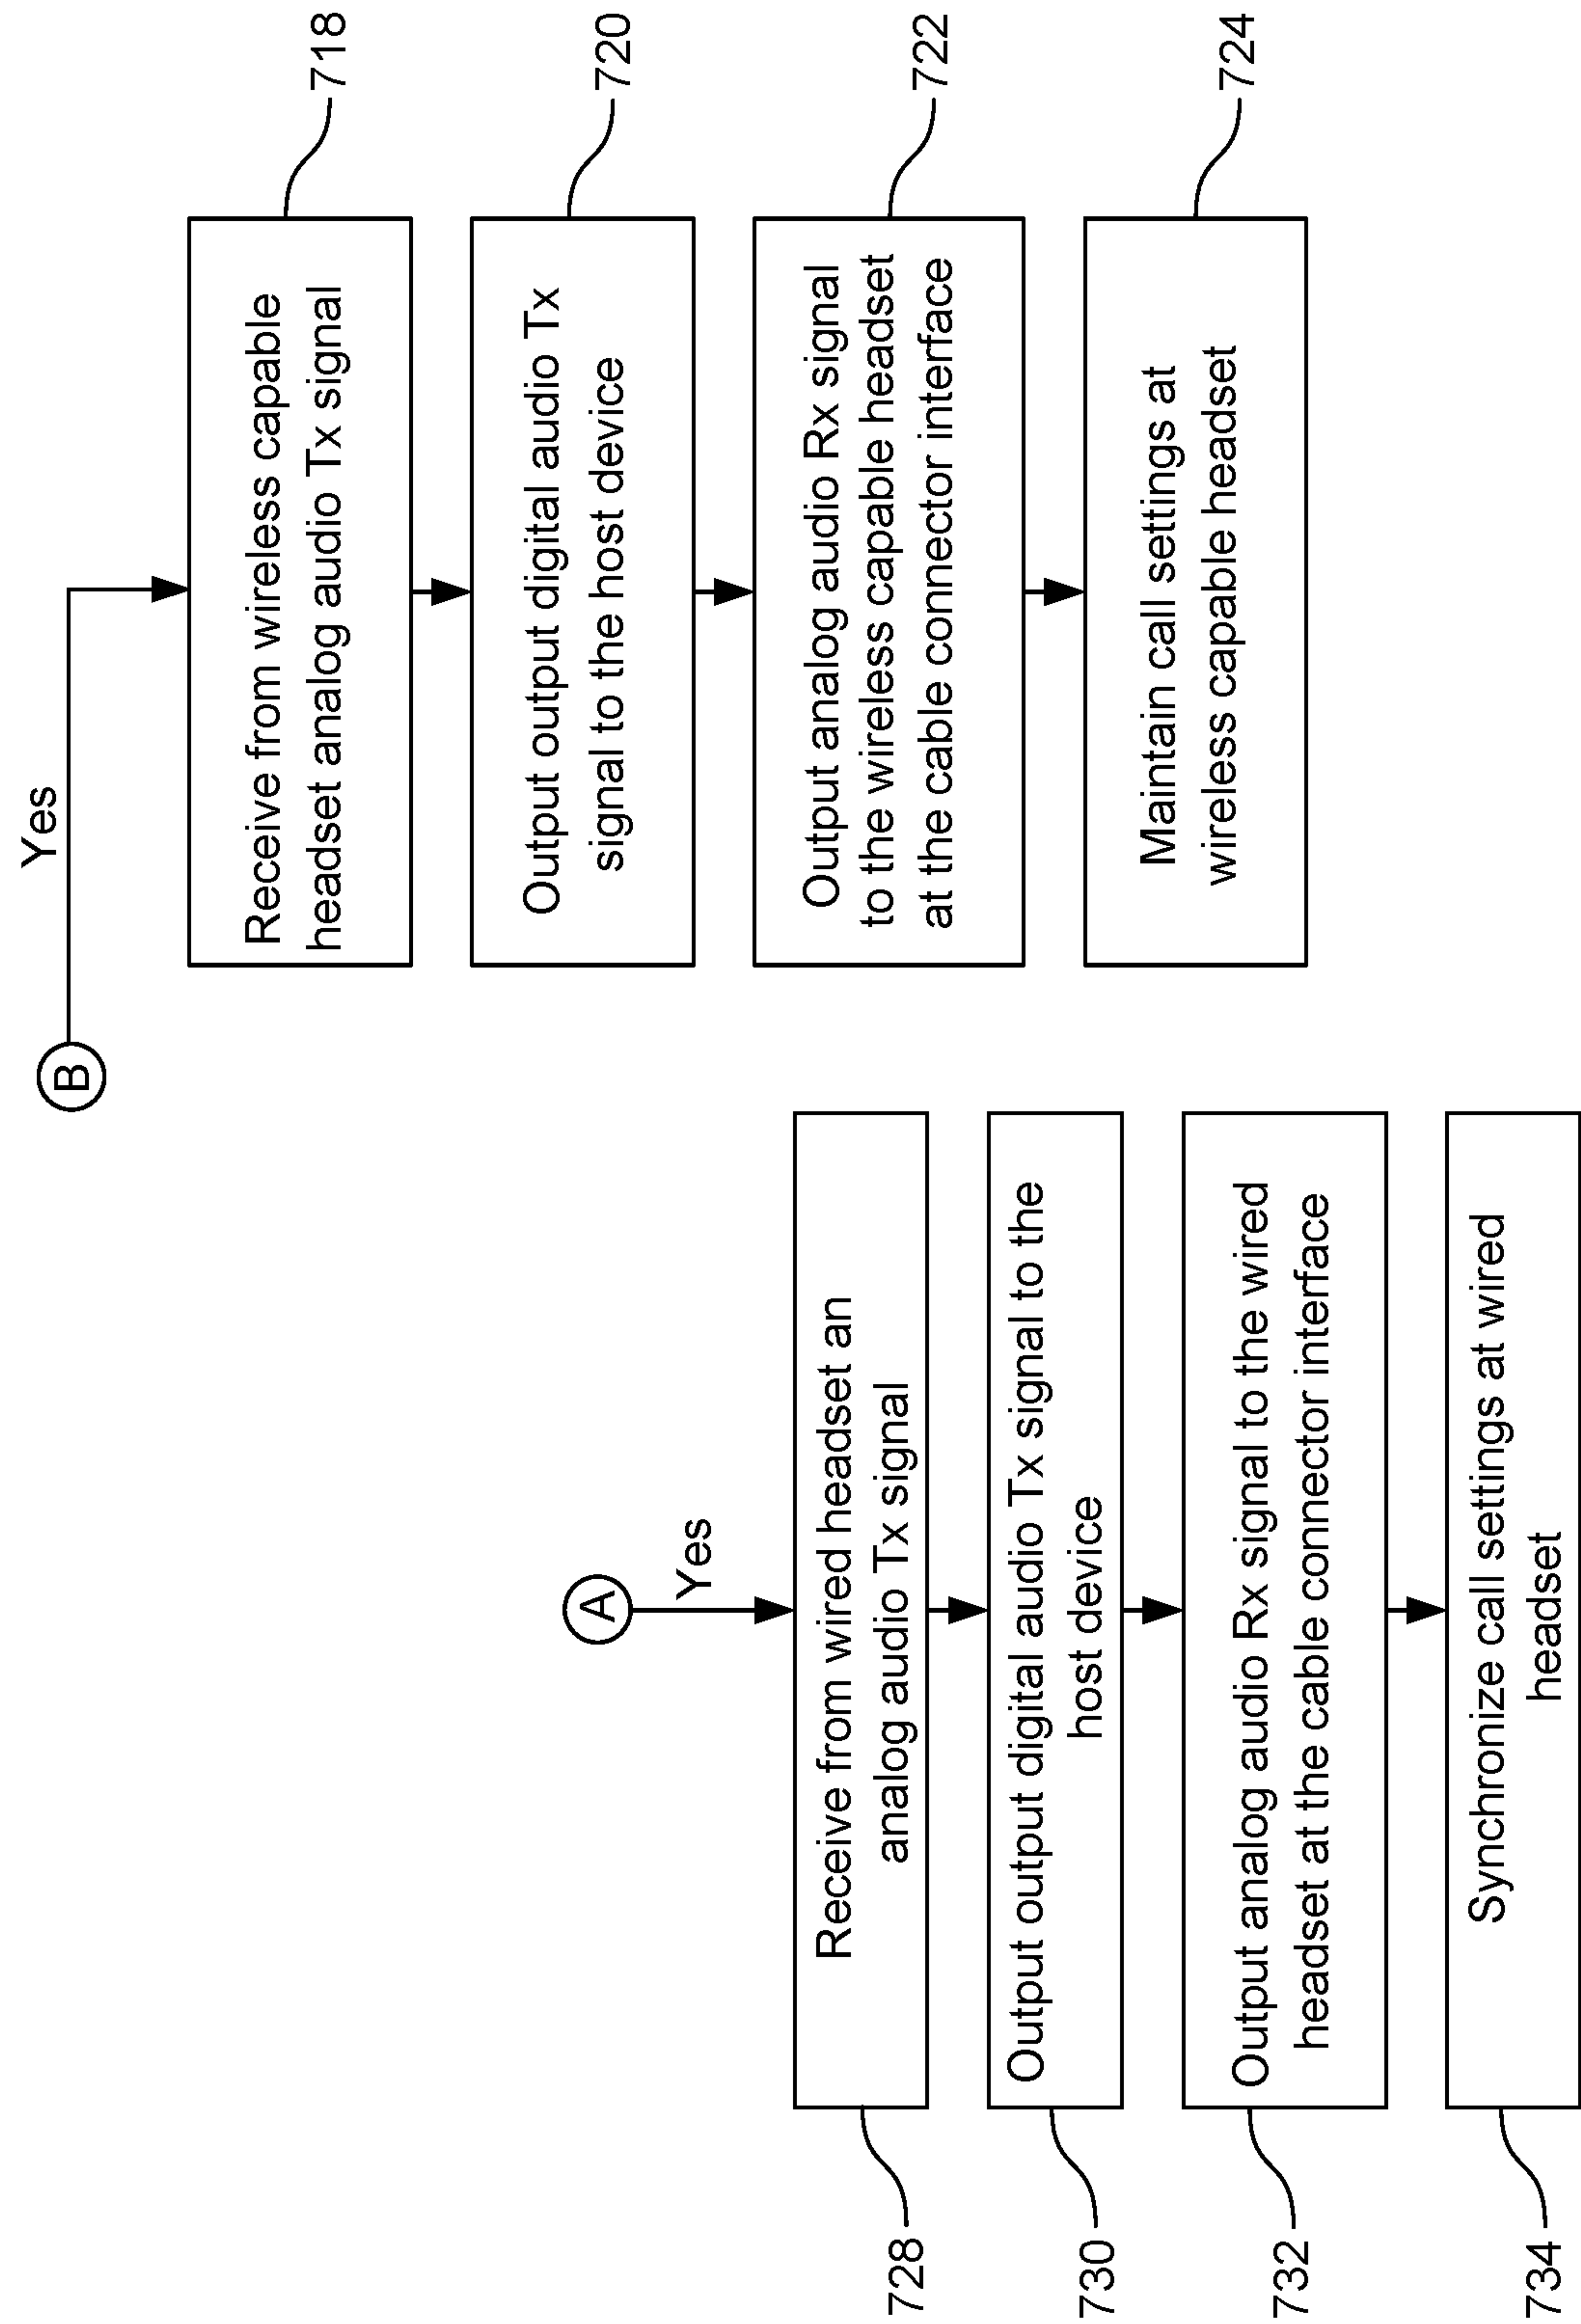 A
Yes
728
Receive from wired headset an
analog audio Tx signal
730
Output output digital audio Tx signal to the
host device
732
Output analog audio Rx signal to the wired
headset at the cable connector interface
734
Synchronize call settings at wired
headset
B
Yes
Receive from wireless capable
headset analog audio Tx signal
718
Output output digital audio Tx
signal to the host device
720
Output analog audio Rx signal
to the wireless capable headset
at the cable connector interface
722
Maintain call settings at
wireless capable headset
724